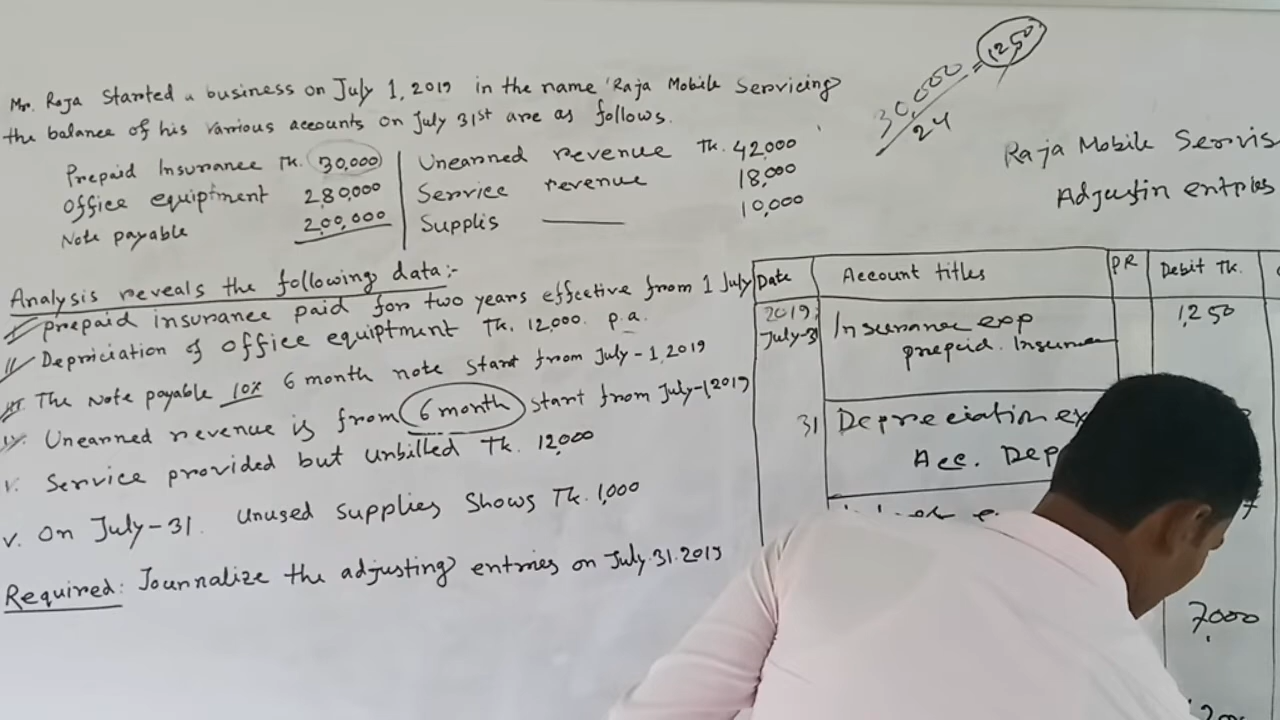 Mr. Roja Started a business on July 1, 2019 in the name 'Raja Mobile Servicing
the balance of his various accounts on July 31st are as follows.
Prepaid Insurance Tk. 30,000
office equiptment 280,000
Note payable 200,000
Unearned revenue Tk. 42,000
Service revenue 18,000
Supplis 10,000
Analysis reveals the following data:-
I prepaid insurance paid for two years effective from 1 July
II Depriciation of office equiptment Tk. 12,000. p.a.
III The Note payable 10% 6 month note start from July-1,2019
IV. Unearned revenue is from 6 month start from July-1,2019
V. Service provided but unbilled Tk. 12,000
V. On July-31. Unused supplies Shows Tk. 1,000
Required: Journalize the adjusting entries on July.31.2019
30,000
24
= 1250
Raja Mobile Servis
Adjustin entries
Date Account titles PR Debit Tk.
2019, July-31 Insurance exp 1,250
prepaid. Insurance
31 Depreciation ex
Acc. Dep
7,000